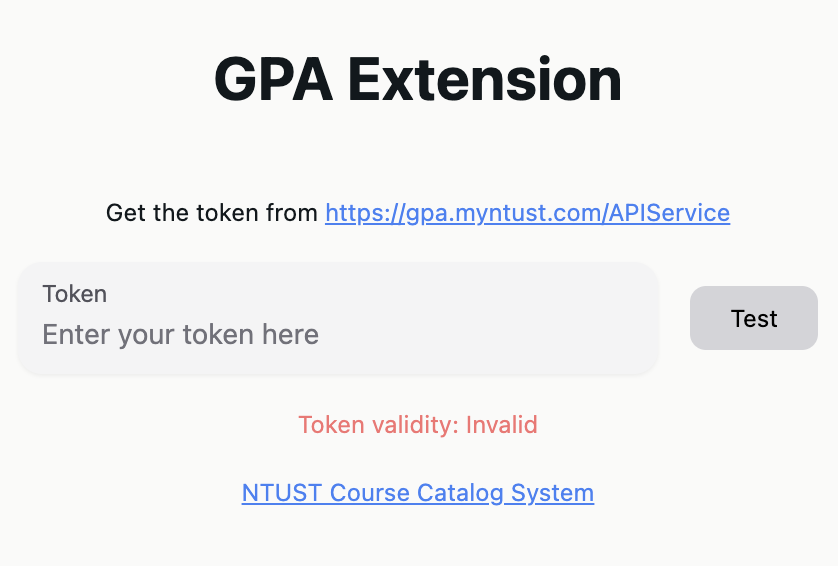 GPA Extension
Get the token from https://gpa.myntust.com/APIService
Token
Enter your token here
Test
Token validity: Invalid
NTUST Course Catalog System